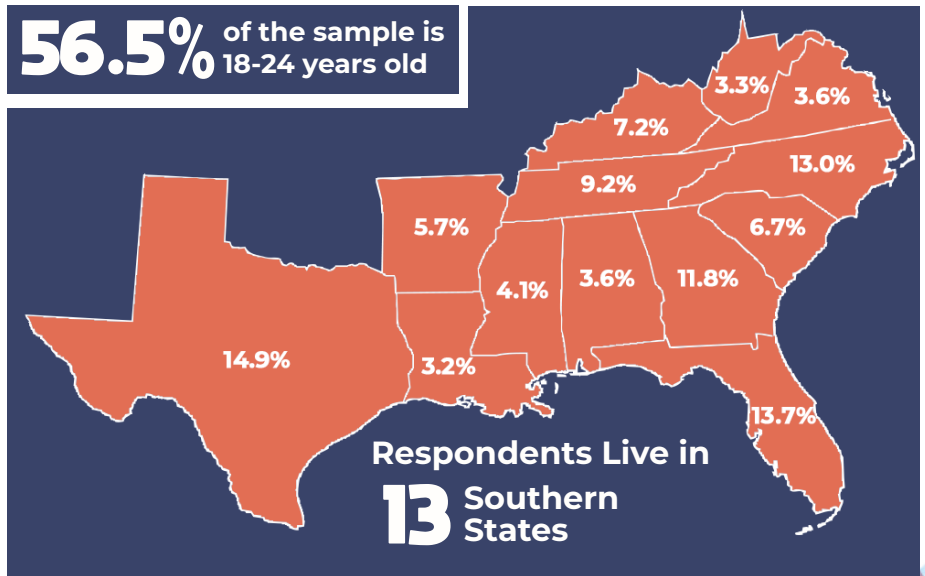 56.5% of the sample is
18-24 years old
3.3%
3.6%
7.2%
13.0%
9.2%
5.7%
6.7%
4.1%
3.6%
11.8%
14.9%
3.2%
13.7%
Respondents Live in
13 Southern
States